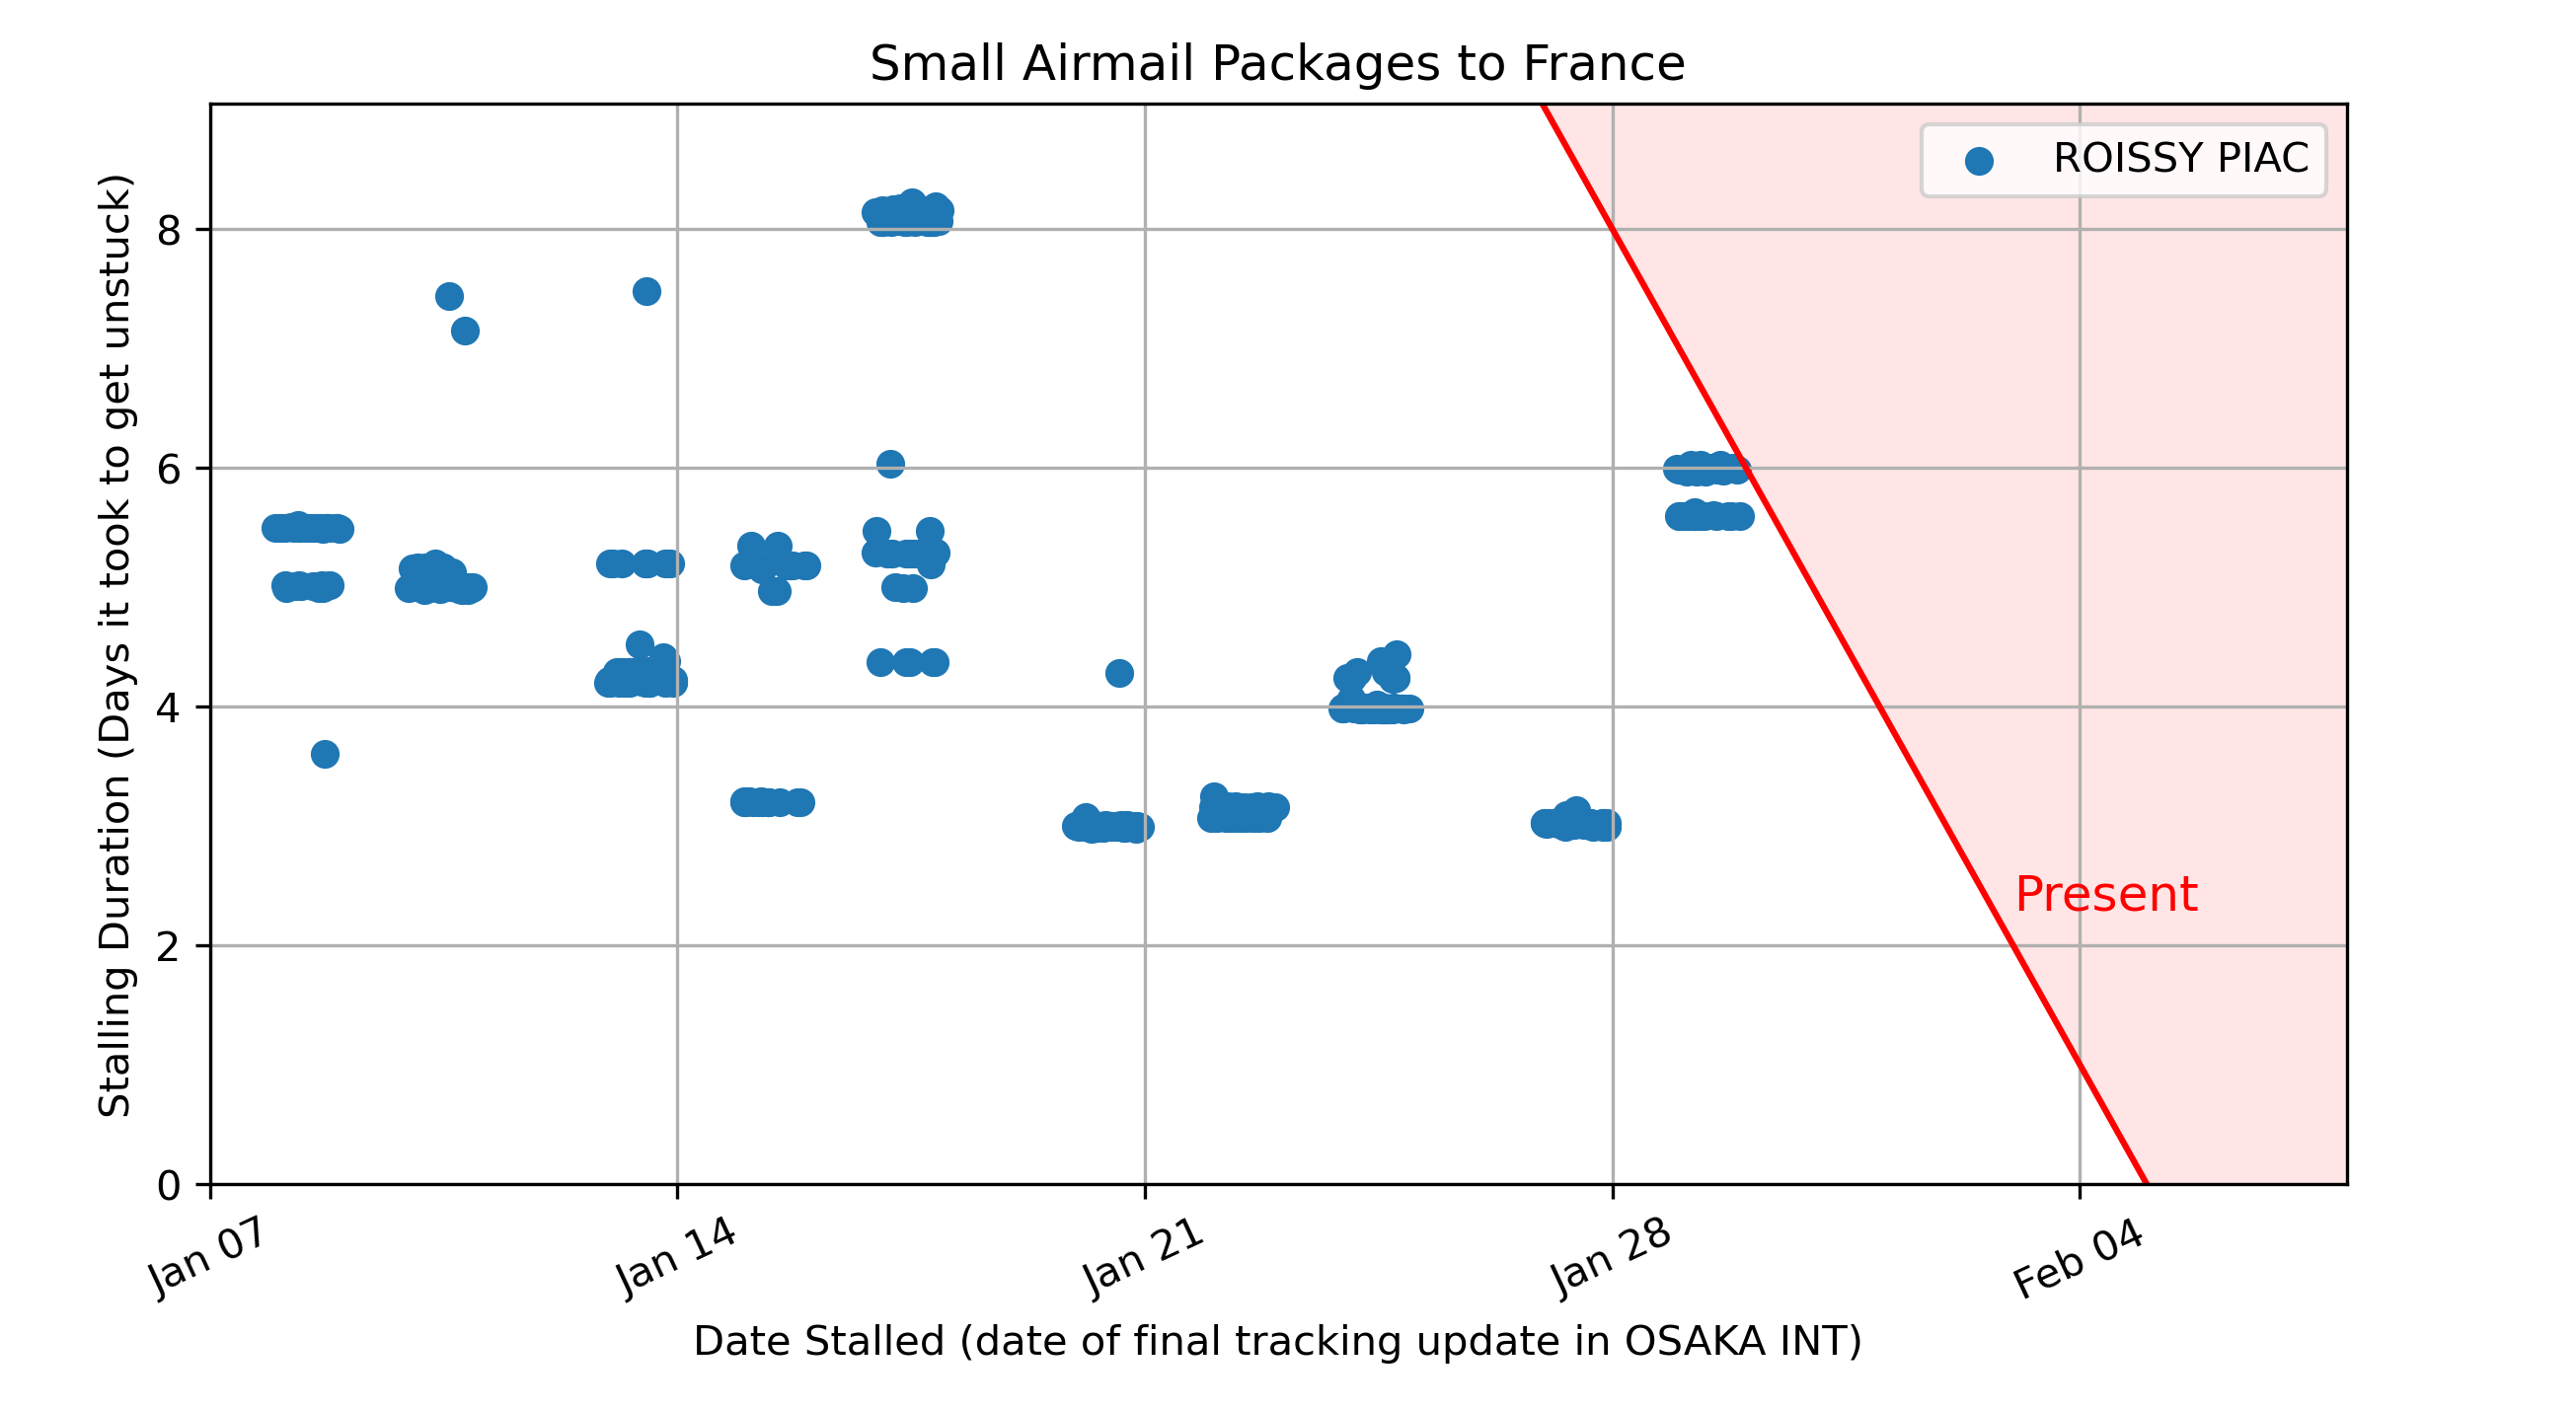 Small Airmail Packages to France
ROISSY PIAC
Stalling Duration (Days it took to get unstuck)
8
6
4
2
0
Present
Jan 07
Jan 14
Jan 21
Jan 28
Feb 04
Date Stalled (date of final tracking update in OSAKA INT)